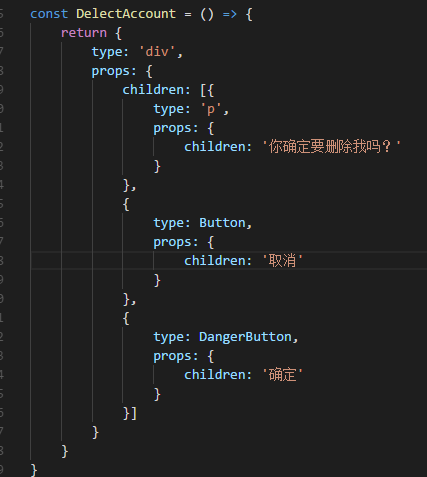 const DelectAccount = () => {
    return {
        type: 'div',
        props: {
            children: [{
                type: 'p',
                props: {
                    children: '你确定要删除我吗？'
                }
            },
            {
                type: Button,
                props: {
                    children: '取消'
                }
            },
            {
                type: DangerButton,
                props: {
                    children: '确定'
                }
            }]
        }
    }
}